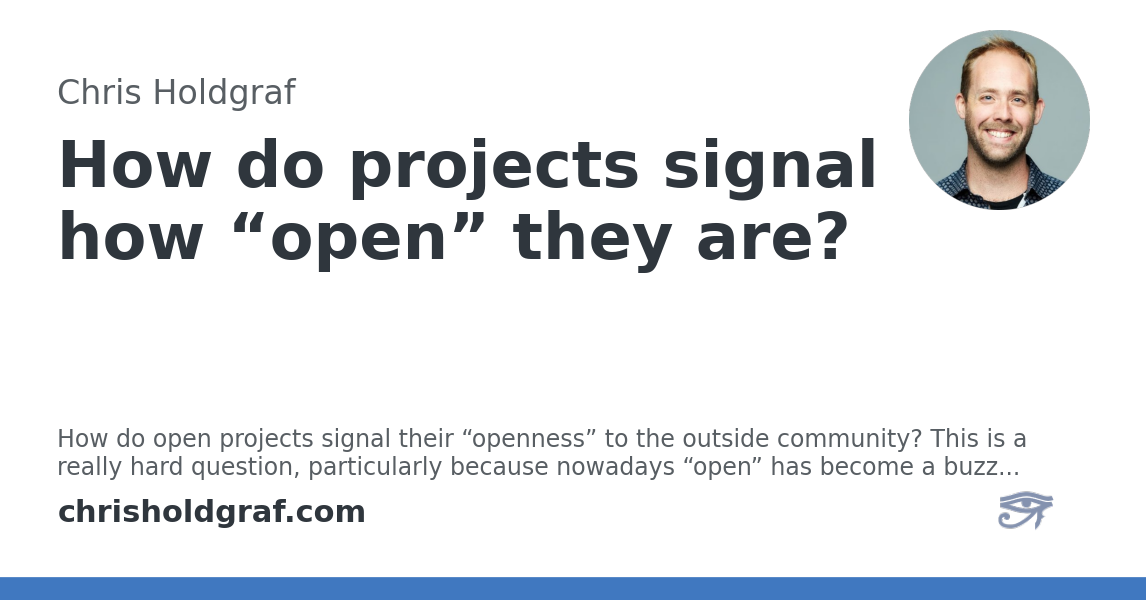 Chris Holdgraf
How do projects signal
how “open” they are?
How do open projects signal their “openness” to the outside community? This is a
really hard question, particularly because nowadays “open” has become a buzz...
chrisholdgraf.com